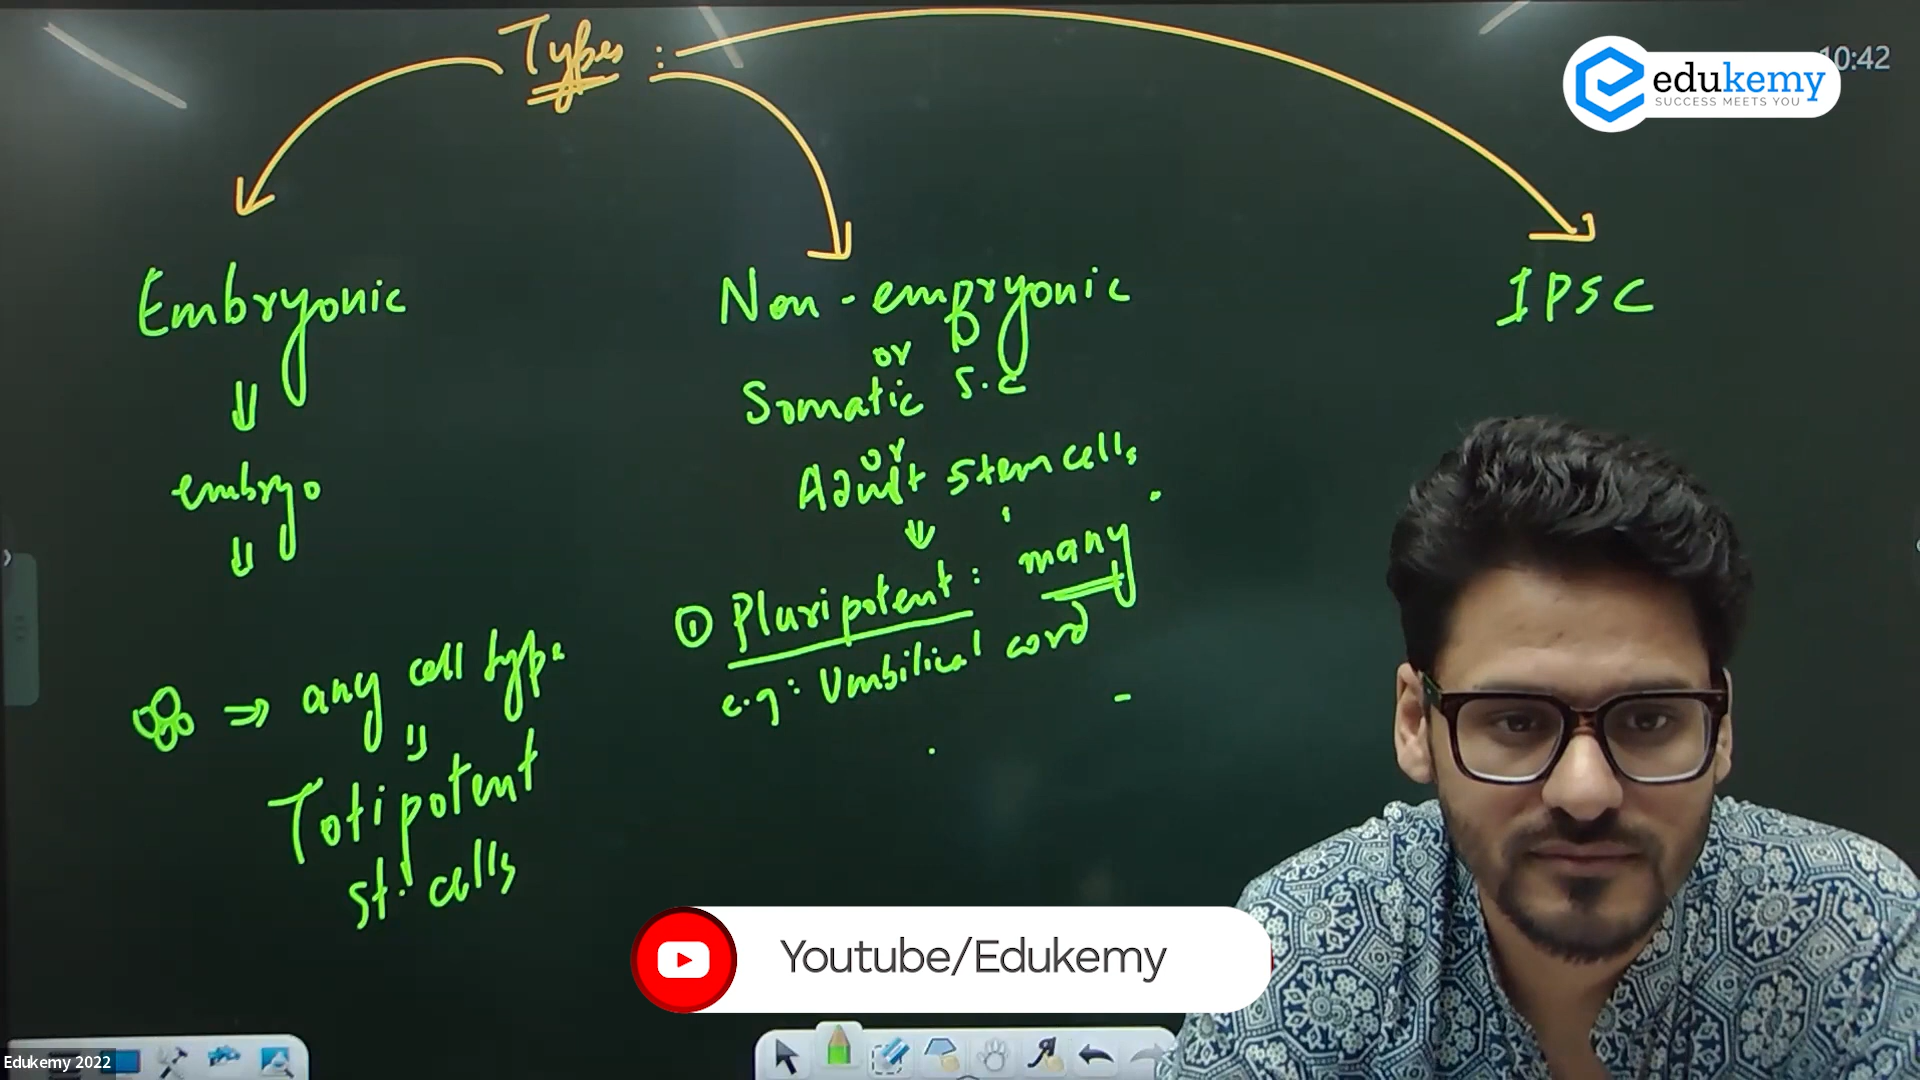 Types :
10:42
edukemy
SUCCESS MEETS YOU
Embryonic
embryo
⇒ any cell type
Totipotent
st. cells
Non-embryonic
or
Somatic S.C
or
Adult stem cells
① Pluripotent : many
e.g : Umbilical cord
IPSC
Youtube/Edukemy
Edukemy 2022